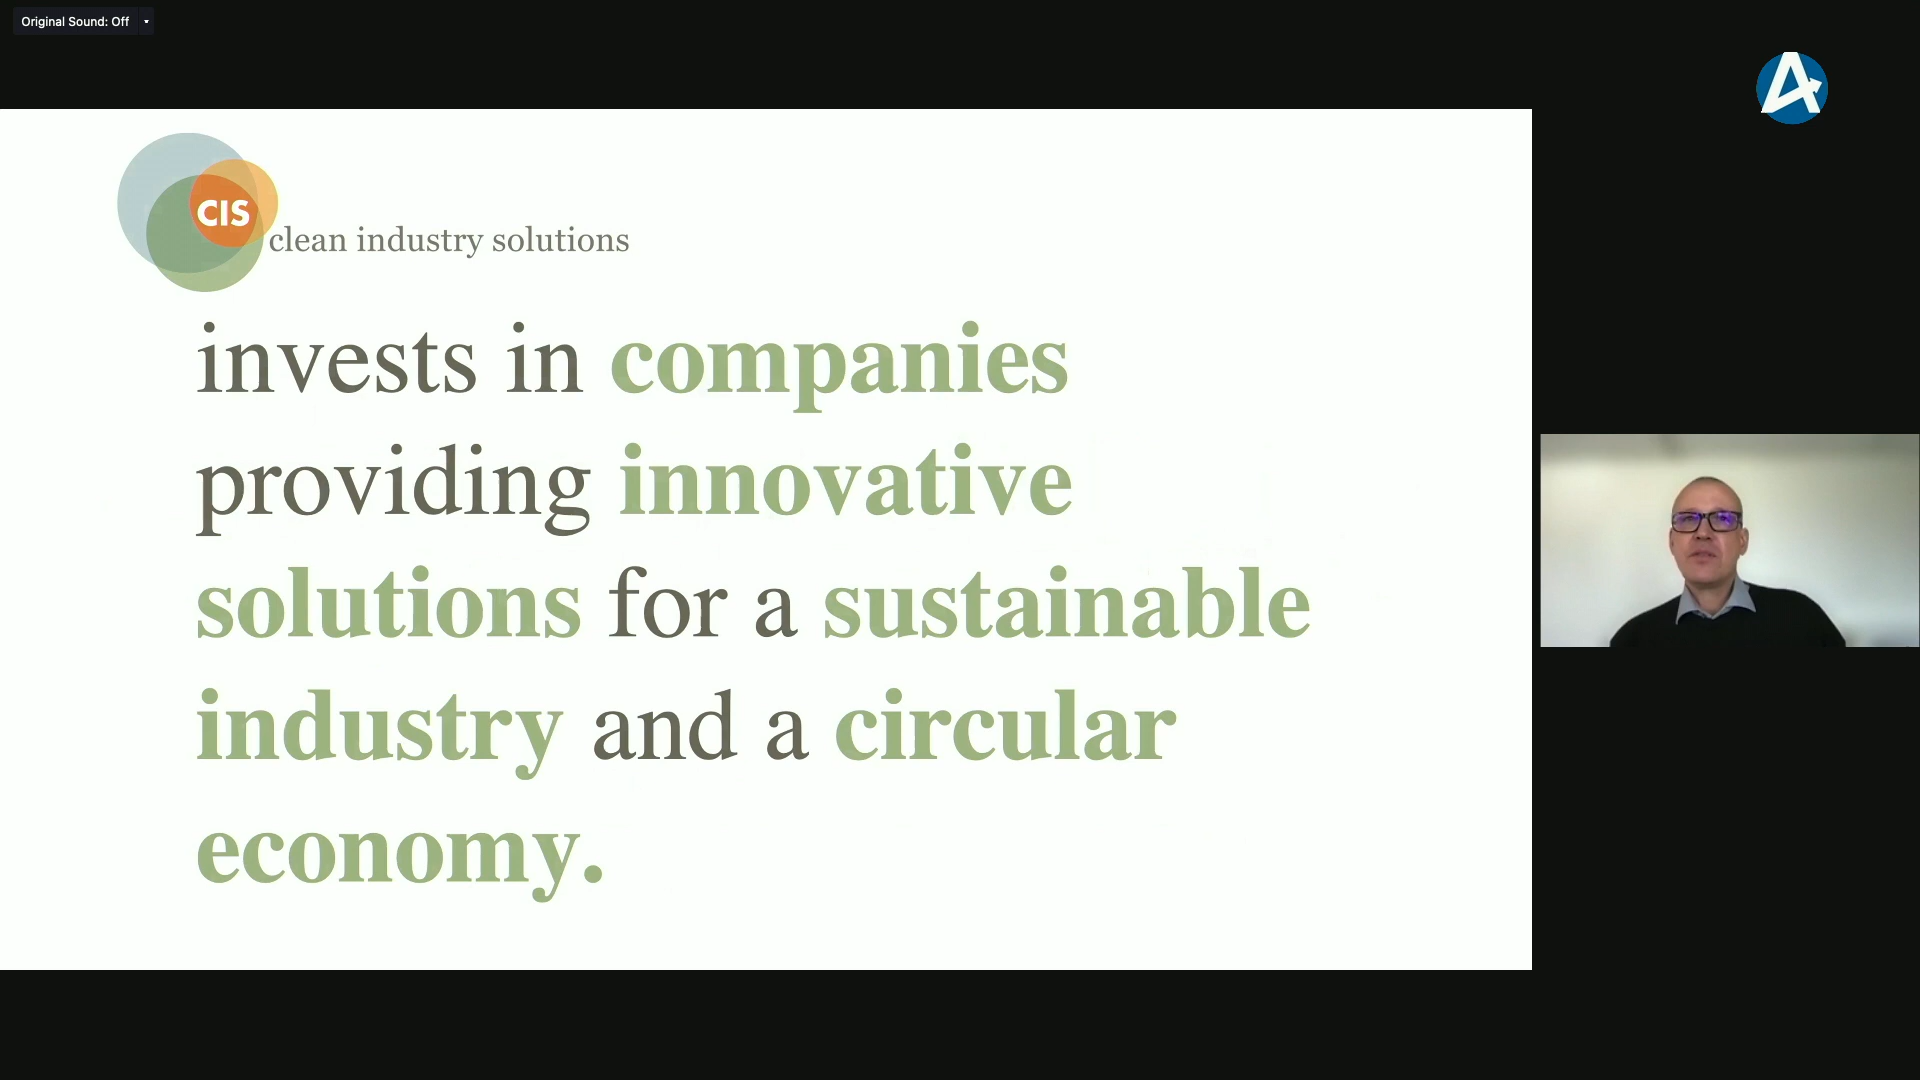 Original Sound: Off
CIS
clean industry solutions
invests in companies
providing innovative
solutions for a sustainable
industry and a circular
economy.